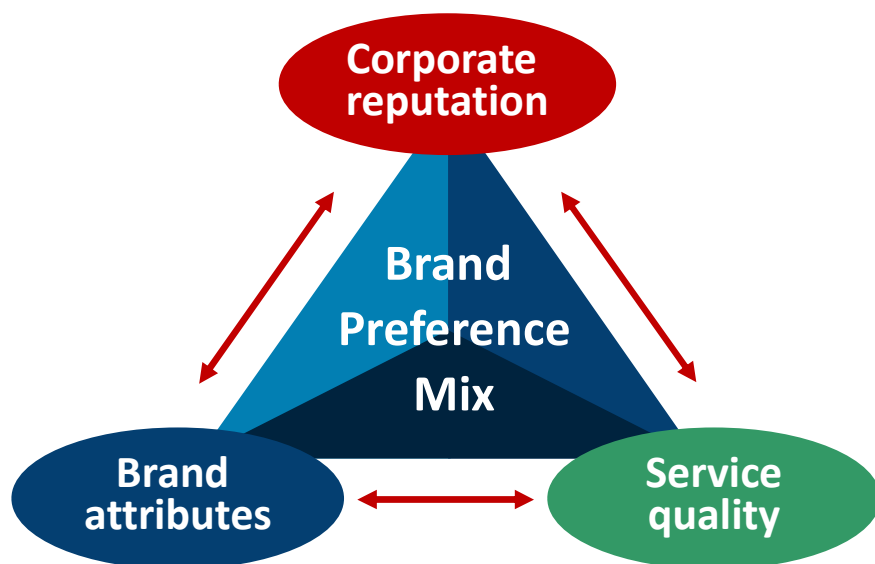 Corporate
reputation
Brand
Preference
Mix
Brand
attributes
Service
quality